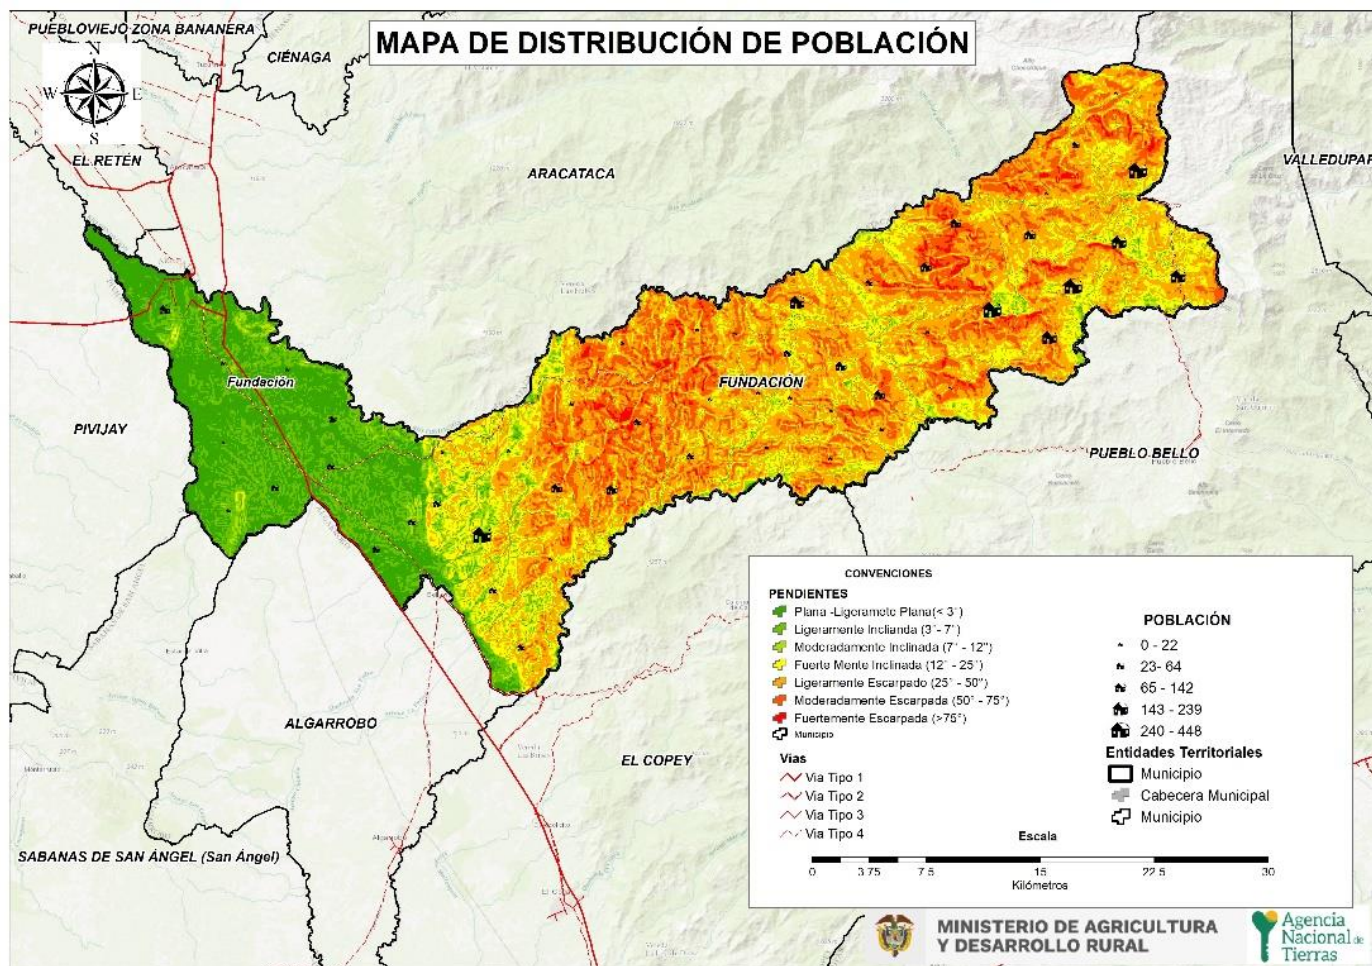 MAPA DE DISTRIBUCIÓN DE POBLACIÓN
PUEBLOVIEJO
ZONA BANANERA
CIÉNAGA
N
W
E
S
EL RETÉN
ARACATACA
VALLEDUPAR
Fundación
FUNDACIÓN
PIVIJAY
PUEBLO BELLO
ALGARROBO
EL COPEY
SABANAS DE SAN ÁNGEL (San Ángel)
CONVENCIONES
PENDIENTES
Plana -Ligeramete Plana(< 3°)
Ligeramente Inclianda (3°- 7°)
Moderadamente Inclinada (7° - 12°)
Fuerte Mente Inclinada (12° - 25°)
Ligeramente Escarpado (25° - 50°)
Moderadamente Escarpada (50° - 75°)
Fuertemente Escarpada (>75°)
Municipio
Vías
Via Tipo 1
Via Tipo 2
Via Tipo 3
Via Tipo 4
POBLACIÓN
0 - 22
23- 64
65 - 142
143 - 239
240 - 448
Entidades Territoriales
Municipio
Cabecera Municipal
Municipio
Escala
0 3.75 7.5 15 22.5 30
Kilómetros
MINISTERIO DE AGRICULTURA
Y DESARROLLO RURAL
Agencia
Nacional de
Tierras